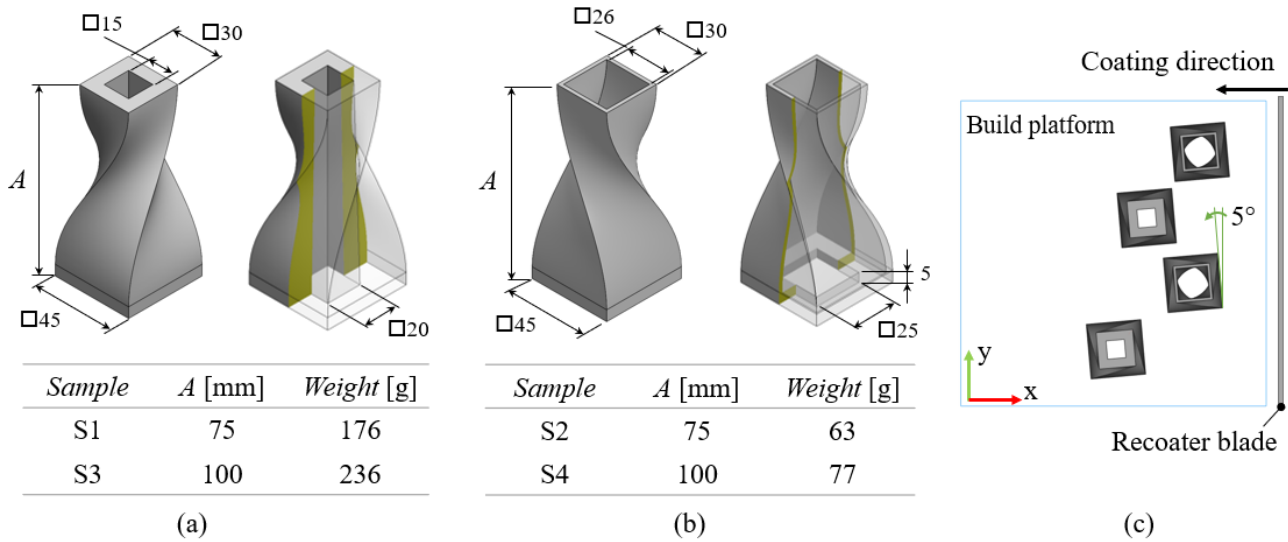 □15
□30
A
□45
□20
Sample A [mm] Weight [g]
S1 75 176
S3 100 236
(a)
□26
□30
A
5
□45
□25
Sample A [mm] Weight [g]
S2 75 63
S4 100 77
(b)
Coating direction
Build platform
5°
y
x
Recoater blade
(c)